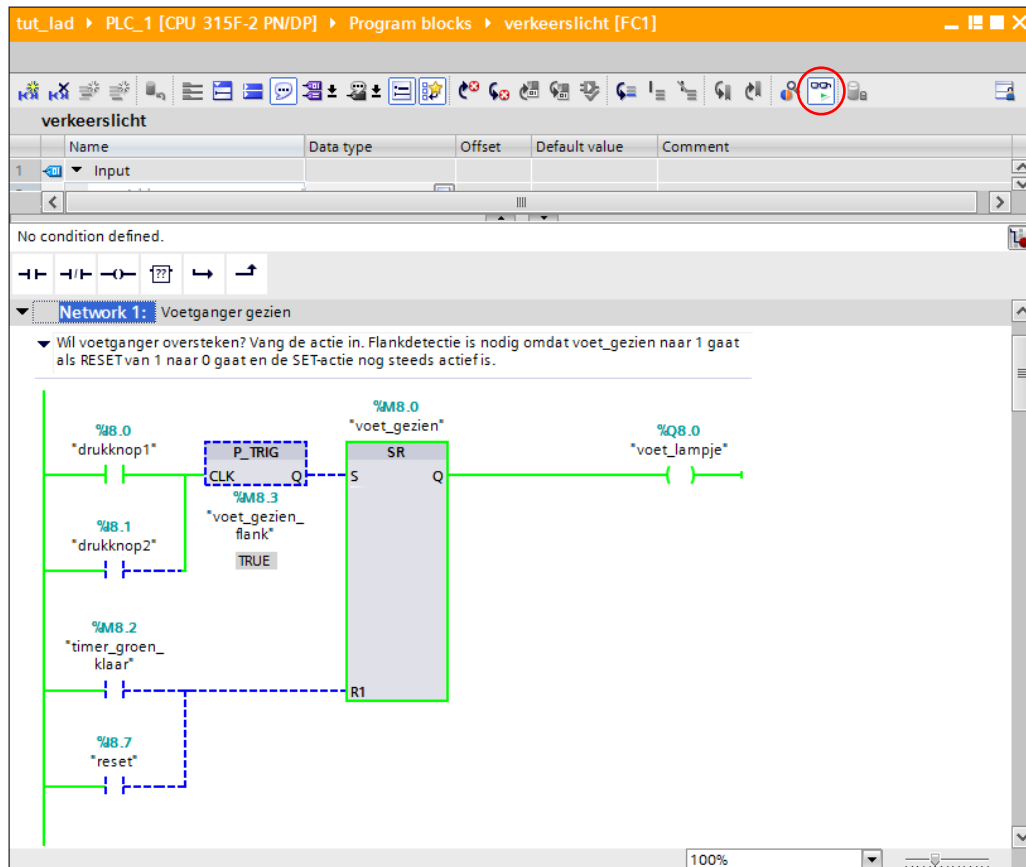 tut_lad ▸ PLC_1 [CPU 315F-2 PN/DP] ▸ Program blocks ▸ verkeerslicht [FC1]
verkeerslicht
Name Data type Offset Default value Comment
1 Input
No condition defined.
??
Network 1: Voetganger gezien
Wil voetganger oversteken? Vang de actie in. Flankdetectie is nodig omdat voet_gezien naar 1 gaat
als RESET van 1 naar 0 gaat en de SET-actie nog steeds actief is.
%M8.0
"voet_gezien"
%I8.0
"drukknop1"
%Q8.0
"voet_lampje"
P_TRIG
SR
CLK Q
S Q
%M8.3
"voet_gezien_
flank"
TRUE
%I8.1
"drukknop2"
%M8.2
"timer_groen_
klaar"
R1
%I8.7
"reset"
100%